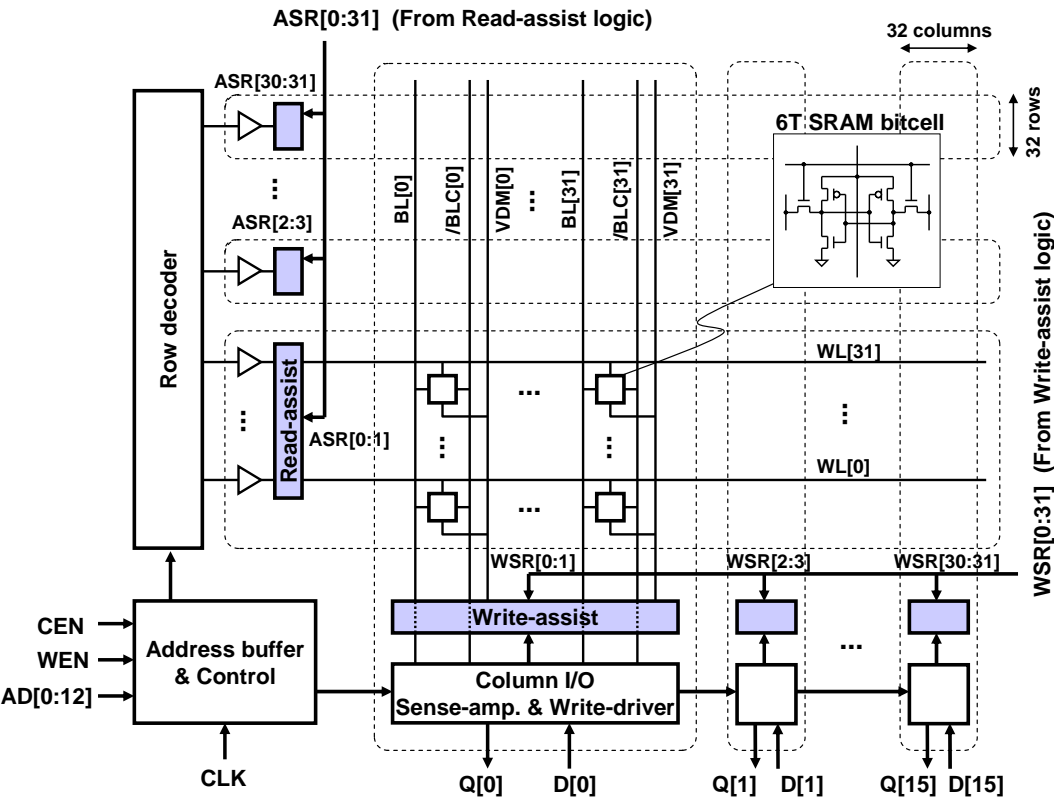 ASR[0:31] (From Read-assist logic)
32 columns
ASR[30:31]
32 rows
6T SRAM bitcell
...
ASR[2:3]
BL[0]
/BLC[0]
VDM[0]
...
BL[31]
/BLC[31]
VDM[31]
Row decoder
WSR[0:31] (From Write-assist logic)
WL[31]
Read-assist
...
...
...
...
...
ASR[0:1]
WL[0]
...
WSR[0:1]
WSR[2:3]
WSR[30:31]
Write-assist
CEN
WEN
AD[0:12]
Address buffer
& Control
Column I/O
Sense-amp. & Write-driver
...
CLK
Q[0]
D[0]
Q[1]
D[1]
Q[15]
D[15]